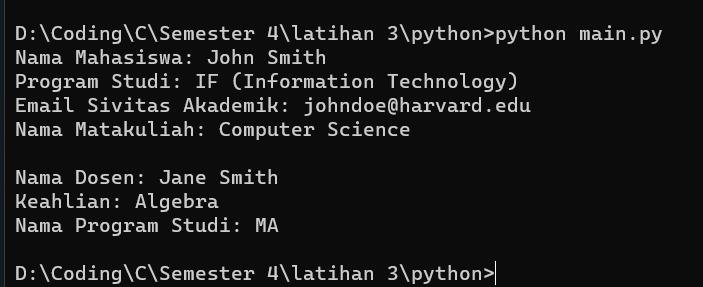 D:\Coding\C\Semester 4\latihan 3\python>python main.py
Nama Mahasiswa: John Smith
Program Studi: IF (Information Technology)
Email Sivitas Akademik: johndoe@harvard.edu
Nama Matakuliah: Computer Science
Nama Dosen: Jane Smith
Keahlian: Algebra
Nama Program Studi: MA
D:\Coding\C\Semester 4\latihan 3\python>